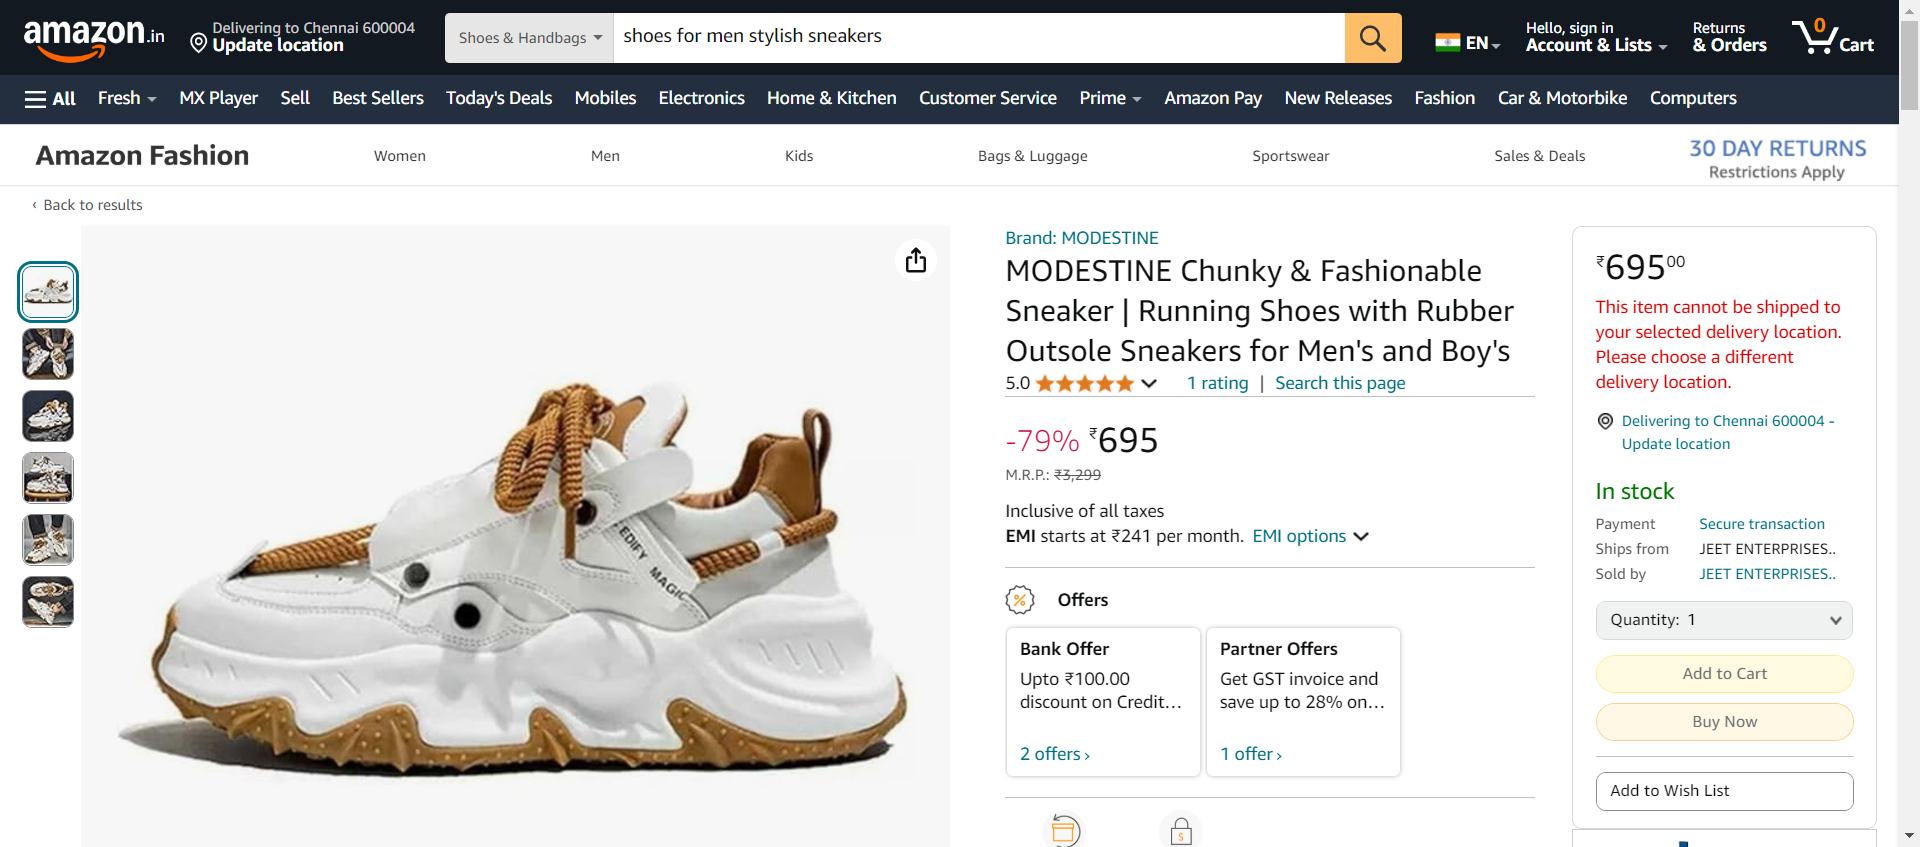 amazon.in
Delivering to Chennai 600004
Update location
Shoes & Handbags
shoes for men stylish sneakers
EN
Hello, sign in
Account & Lists
Returns
& Orders
0
Cart
All
Fresh
MX Player
Sell
Best Sellers
Today's Deals
Mobiles
Electronics
Home & Kitchen
Customer Service
Prime
Amazon Pay
New Releases
Fashion
Car & Motorbike
Computers
Amazon Fashion
Women
Men
Kids
Bags & Luggage
Sportswear
Sales & Deals
30 DAY RETURNS
Restrictions Apply
‹ Back to results
EDIFY MAGIC
Brand: MODESTINE
MODESTINE Chunky & Fashionable
Sneaker | Running Shoes with Rubber
Outsole Sneakers for Men's and Boy's
5.0
1 rating | Search this page
-79% ₹695
M.R.P.: ₹3,299
Inclusive of all taxes
EMI starts at ₹241 per month. EMI options
% Offers
Bank Offer
Upto ₹100.00
discount on Credit…
2 offers ›
Partner Offers
Get GST invoice and
save up to 28% on…
1 offer ›
$
₹69500
This item cannot be shipped to
your selected delivery location.
Please choose a different
delivery location.
Delivering to Chennai 600004 -
Update location
In stock
Payment Secure transaction
Ships from JEET ENTERPRISES..
Sold by JEET ENTERPRISES..
Quantity: 1
Add to Cart
Buy Now
Add to Wish List